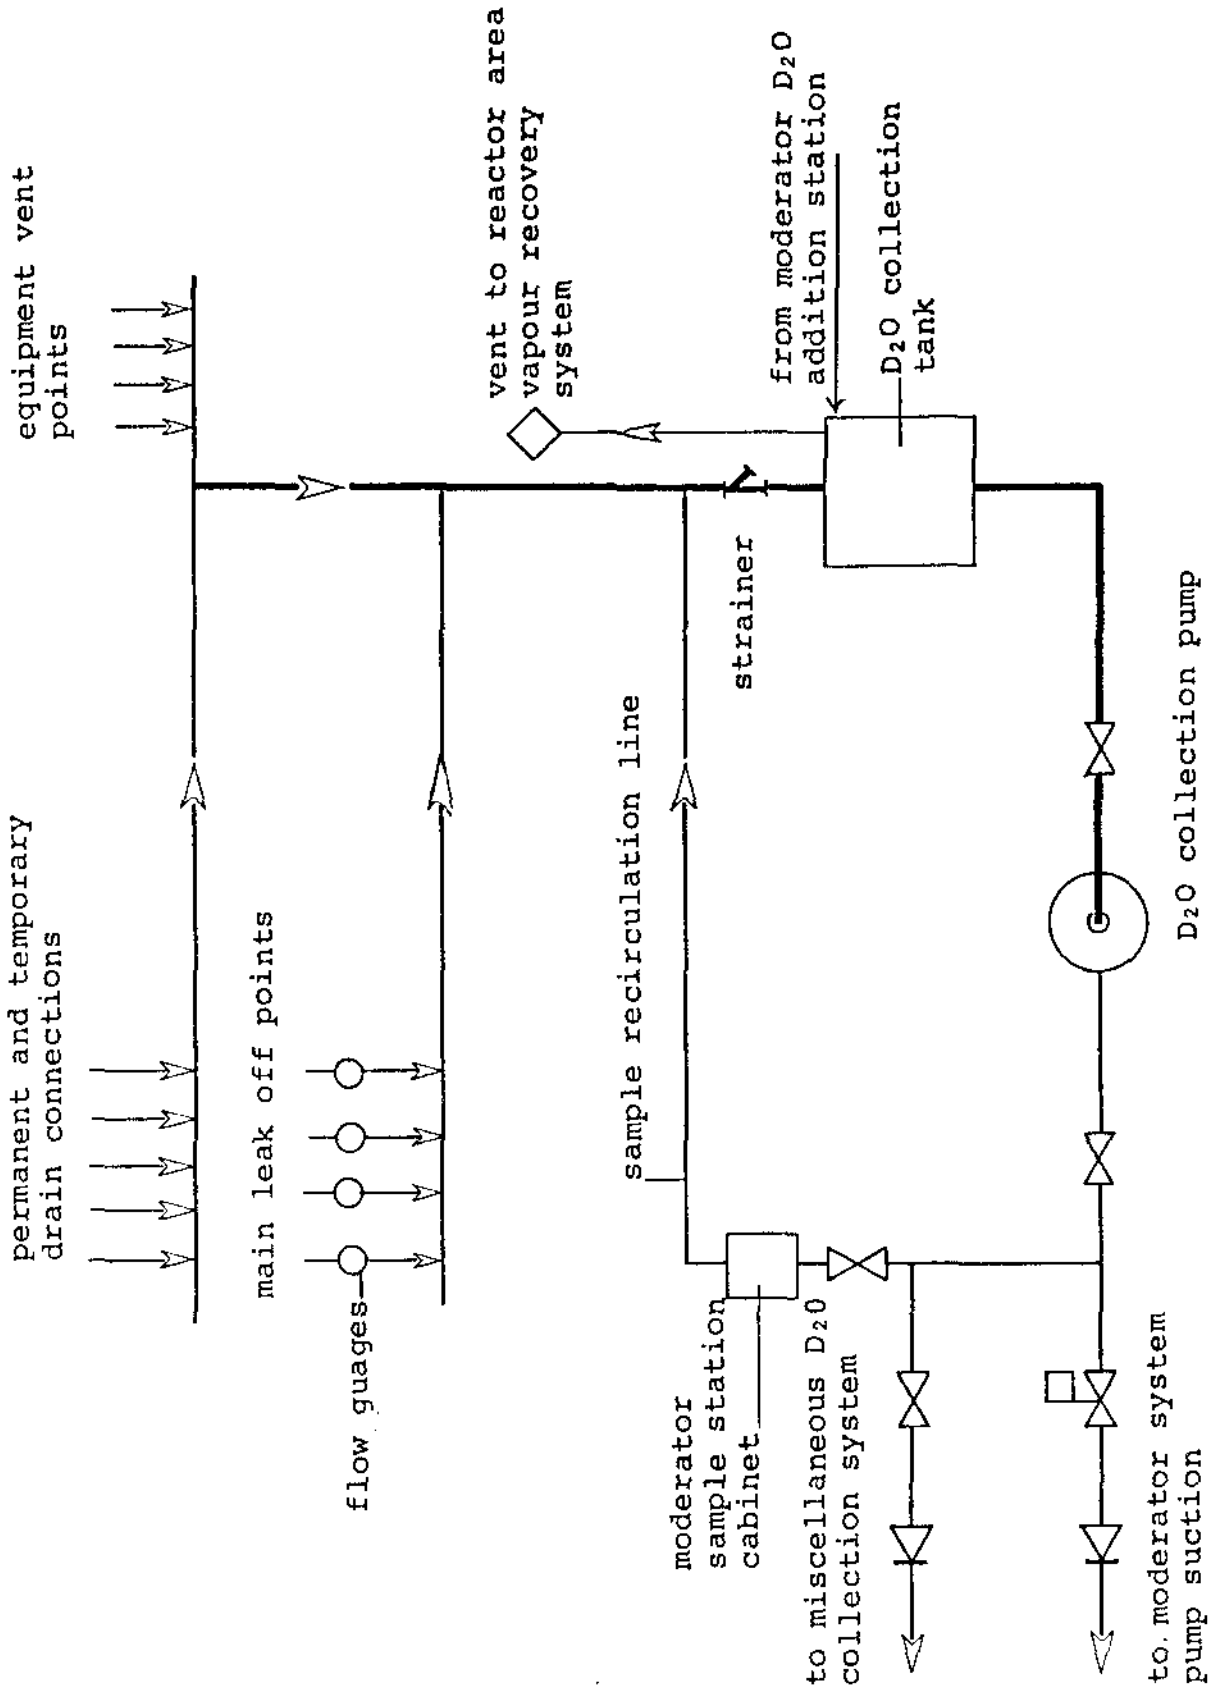 equipment vent
points
permanent and temporary
drain connections
main leak off points
flow guages
vent to reactor area
vapour recovery
system
sample recirculation line
from moderator D₂O
addition station
strainer
D₂O collection
tank
moderator
sample station
cabinet
to miscellaneous D₂O
collection system
D₂O collection pump
to moderator system
pump suction